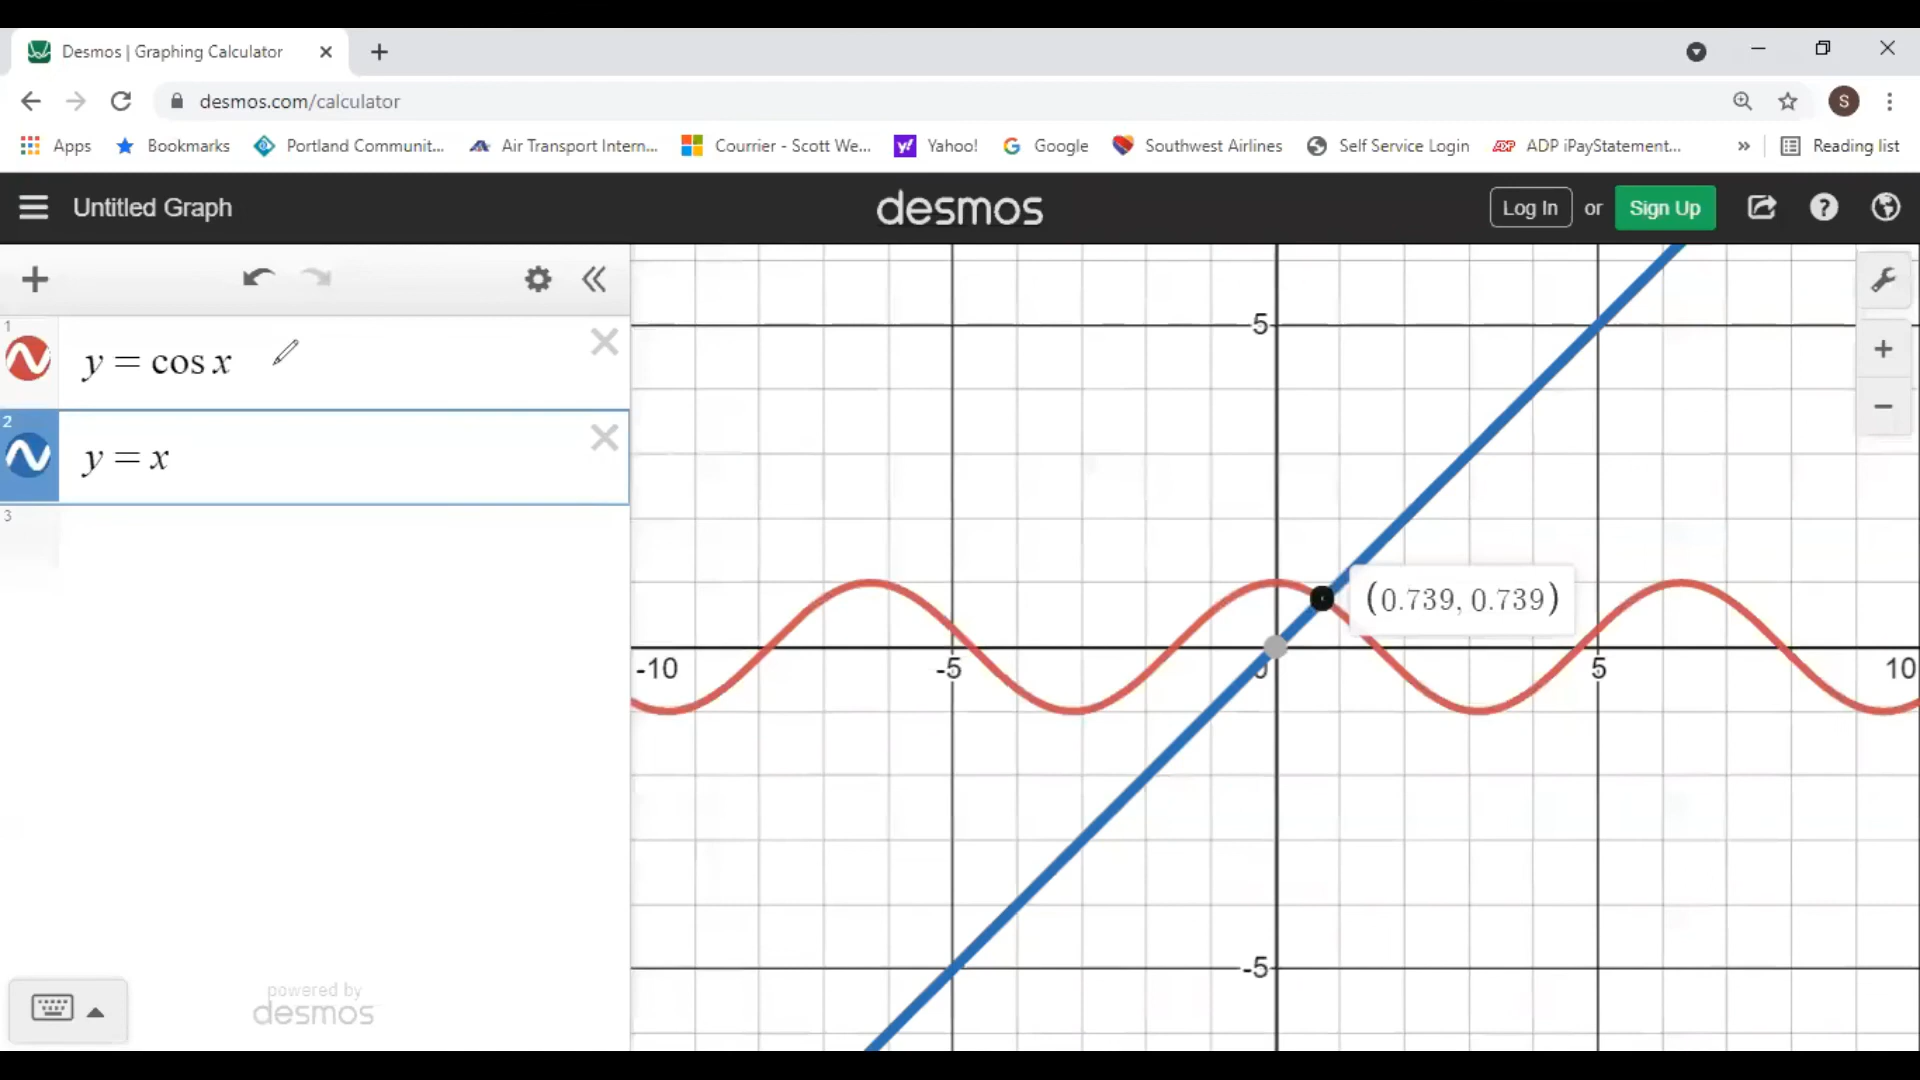 Desmos | Graphing Calculator
desmos.com/calculator
S
Apps
Bookmarks
Portland Communit...
Air Transport Intern...
Courrier - Scott We...
Yahoo!
Google
Southwest Airlines
Self Service Login
ADP iPayStatement...
Reading list
Untitled Graph
desmos
Log In or Sign Up
1
y = cos x
2
y = x
3
5
(0.739, 0.739)
-10 -5 0 5 10
-5
powered by
desmos